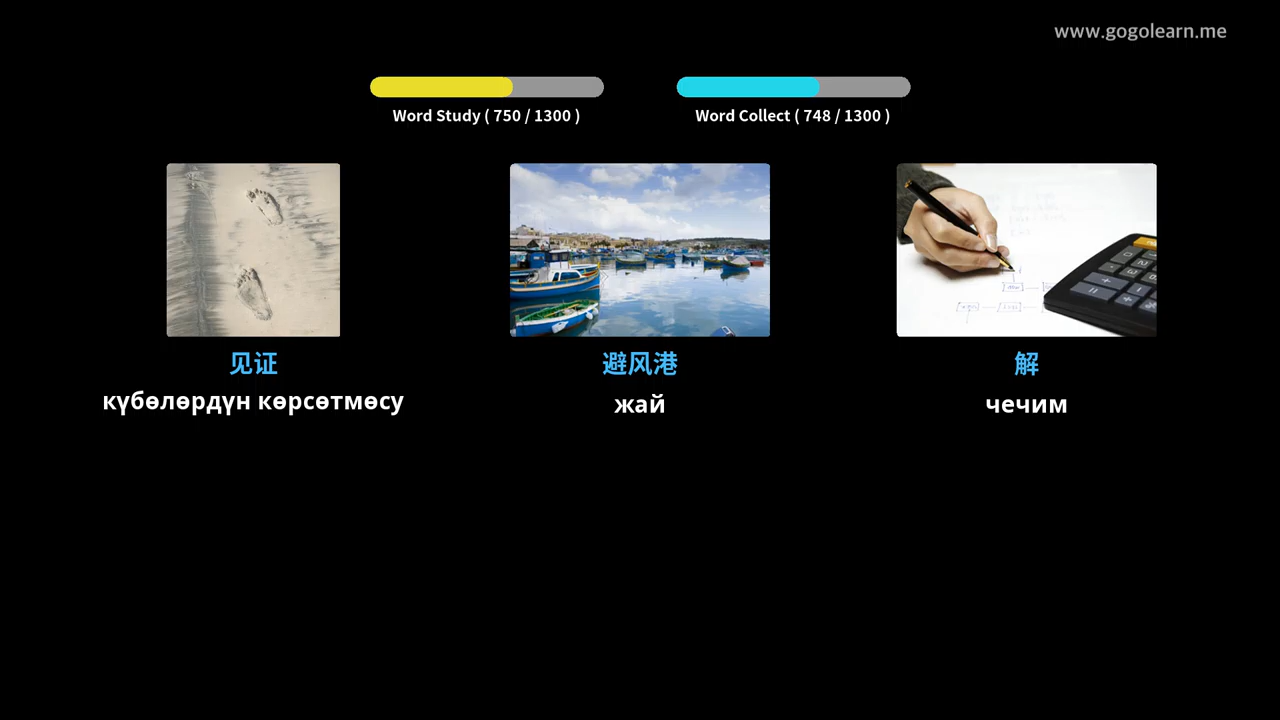 www.gogolearn.me
Word Study ( 750 / 1300 )
Word Collect ( 748 / 1300 )
见证
күбөлөрдүн көрсөтмөсу
避风港
жай
解
чечим